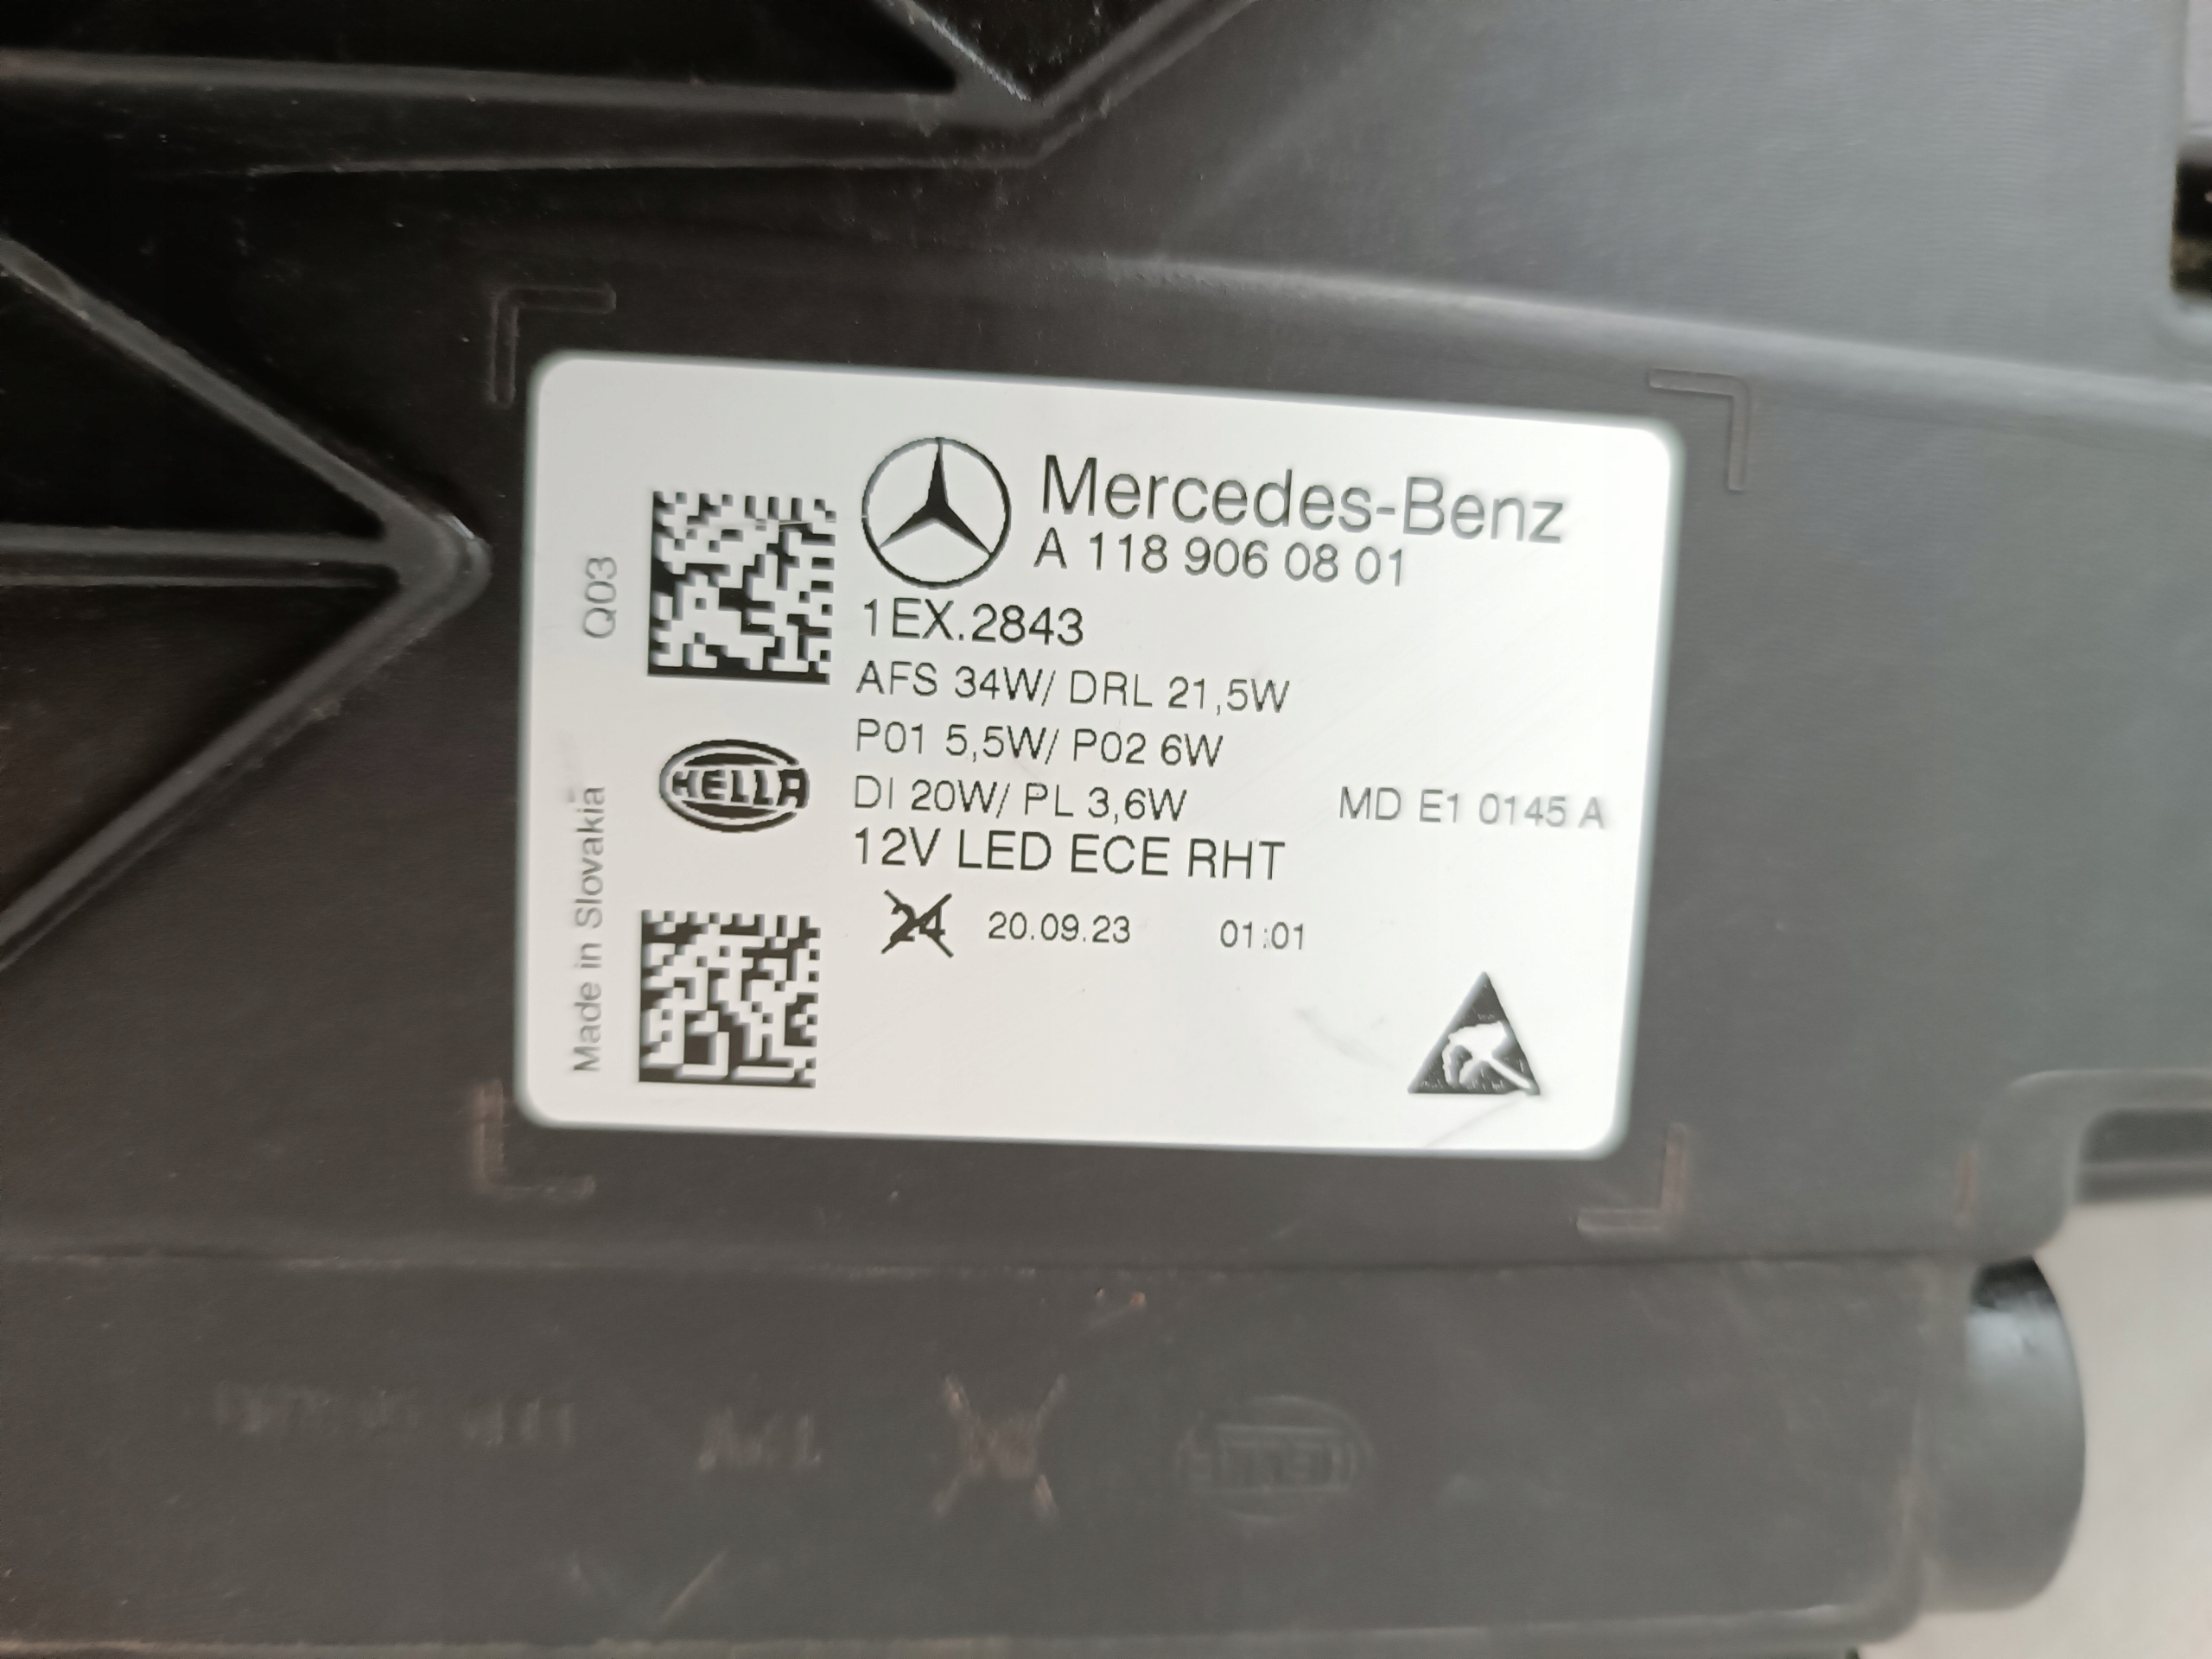 Mercedes-Benz
A 118 906 08 01
1EX.2843
AFS 34W/ DRL 21,5W
P01 5,5W/ P02 6W
DI 20W/ PL 3,6W
MD E1 0145 A
12V LED ECE RHT
24
20.09.23
01:01
Q03
HELLA
Made in Slovakia